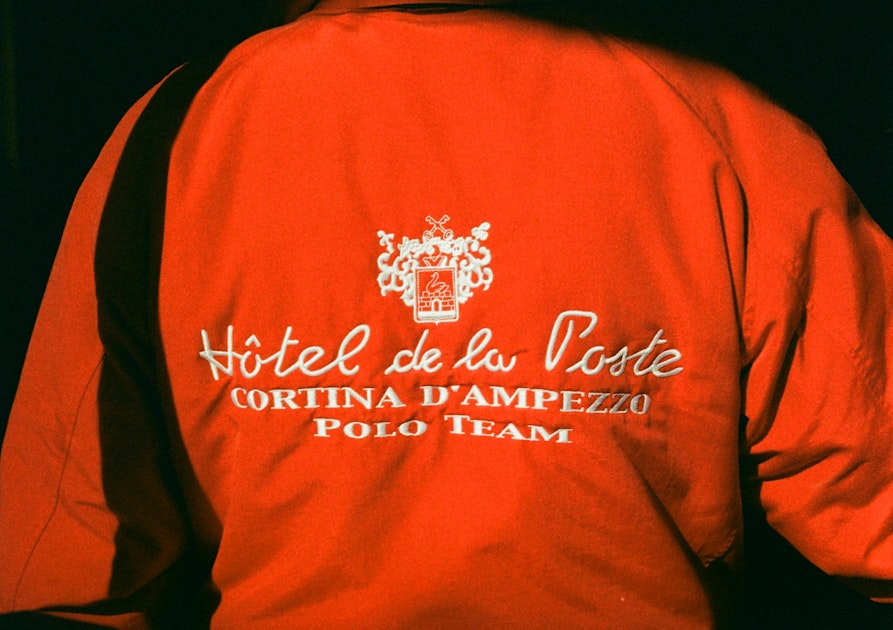 Hôtel de la Poste
CORTINA D'AMPEZZO
POLO TEAM